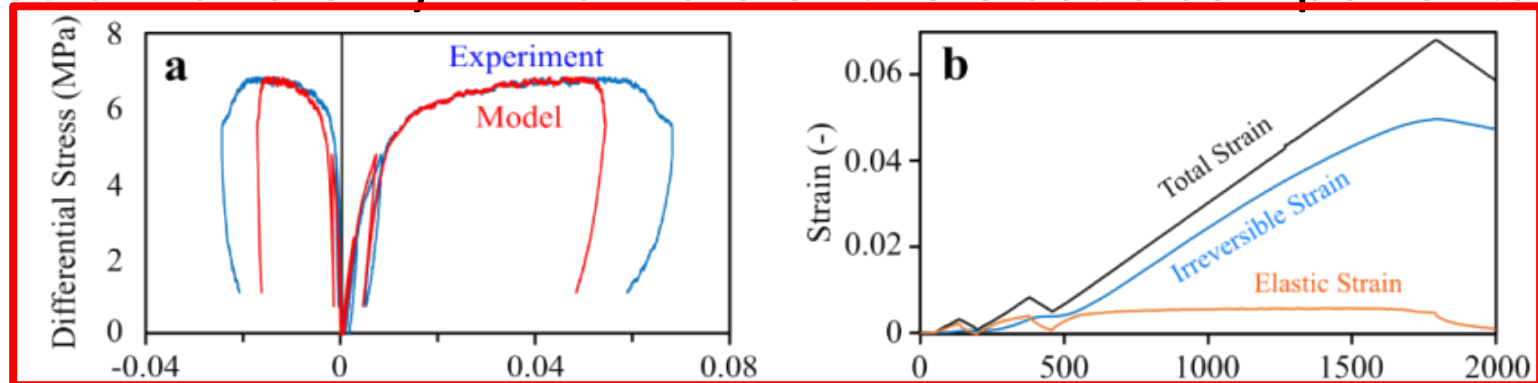 a
Experiment
Model
Differential Stress (MPa)
8
6
4
2
0
-0.04
0
0.04
0.08
b
Total Strain
Irreversible Strain
Elastic Strain
Strain (-)
0.06
0.04
0.02
0
0
500
1000
1500
2000